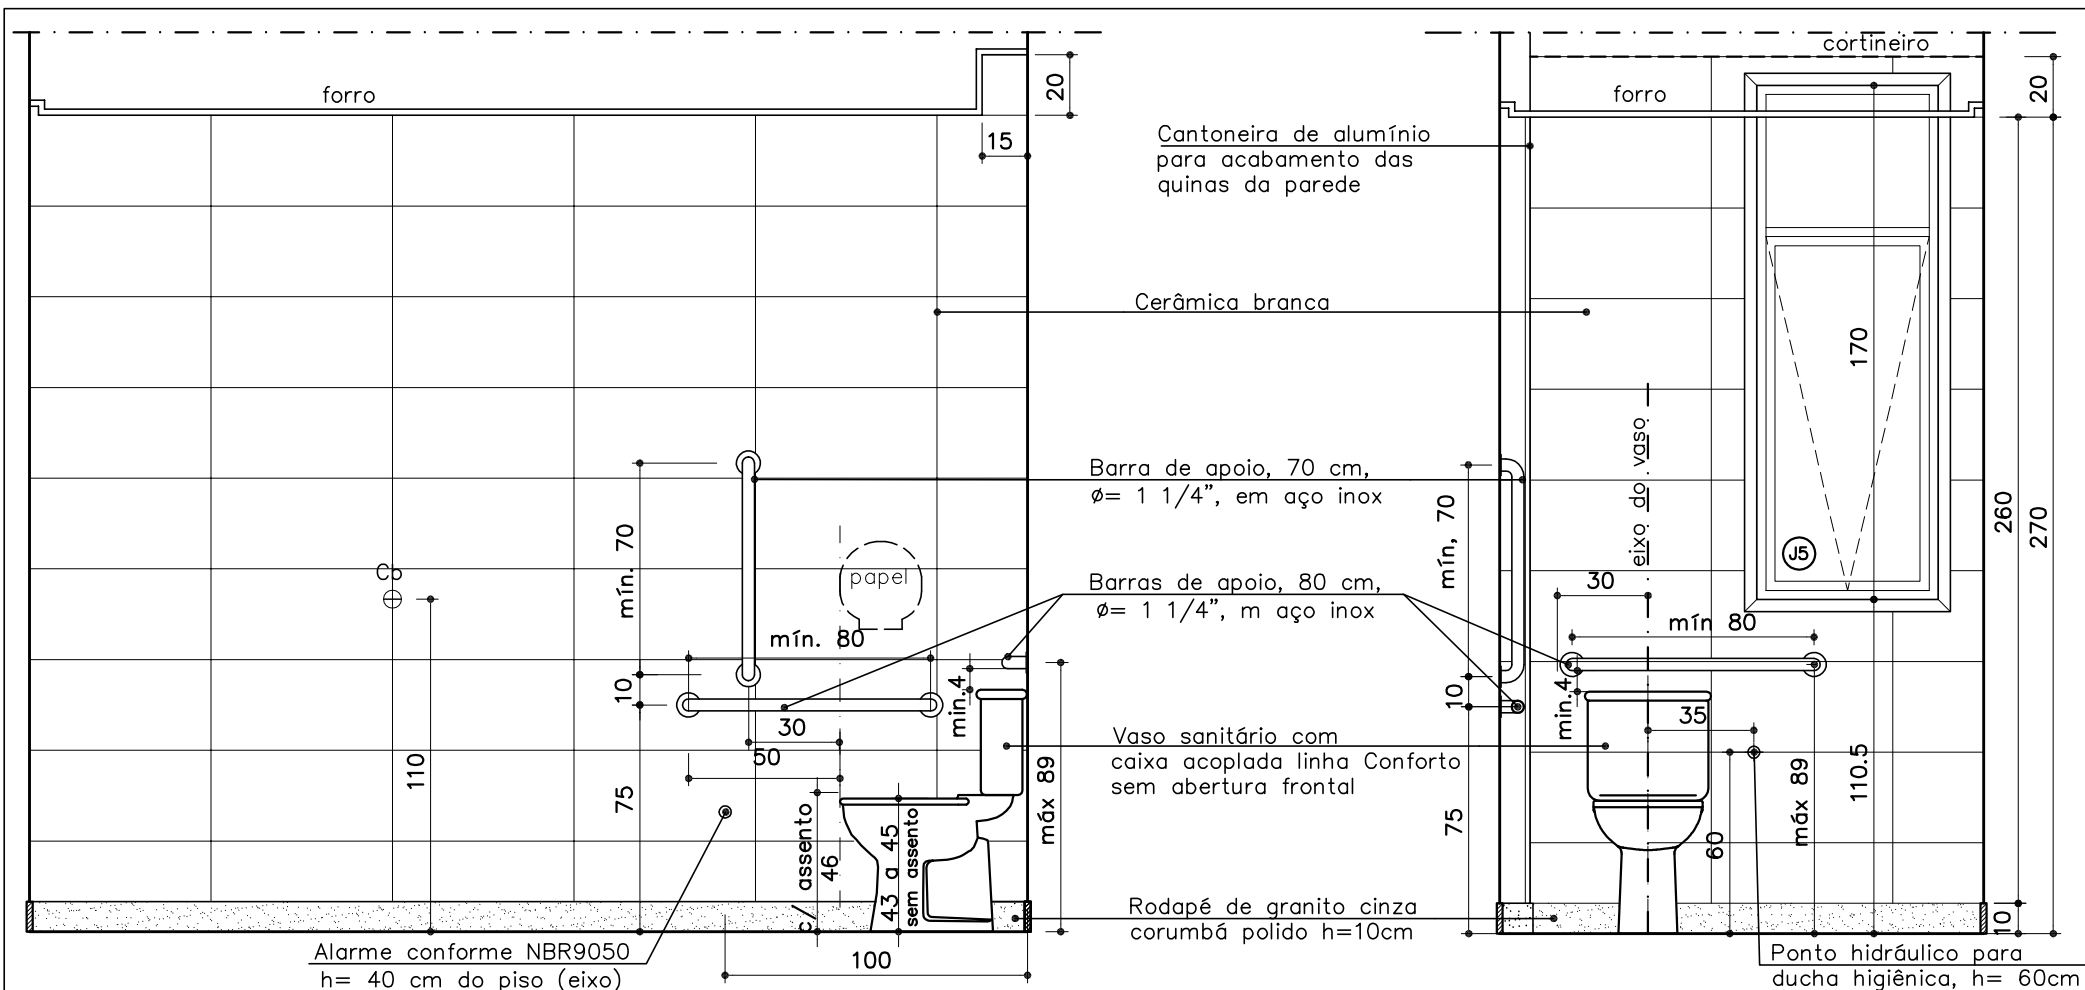 forro
20
15
Cantoneira de alumínio
para acabamento das
quinas da parede
cortineiro
forro
20
Cerâmica branca
170
260
270
eixo do vaso
Barra de apoio, 70 cm,
ø= 1 1/4", em aço inox
mín. 70
mín, 70
J5
Cb
papel
Barras de apoio, 80 cm,
ø= 1 1/4", m aço inox
30
mín. 80
mín 80
10
min.4
10
min.4
30
50
35
110
75
máx 89
Vaso sanitário com
caixa acoplada linha Conforto
sem abertura frontal
75
60
máx 89
110.5
c/ assento
46
43 a 45
sem assento
Rodapé de granito cinza
corumbá polido h=10cm
10
Alarme conforme NBR9050
h= 40 cm do piso (eixo)
100
Ponto hidráulico para
ducha higiênica, h= 60cm